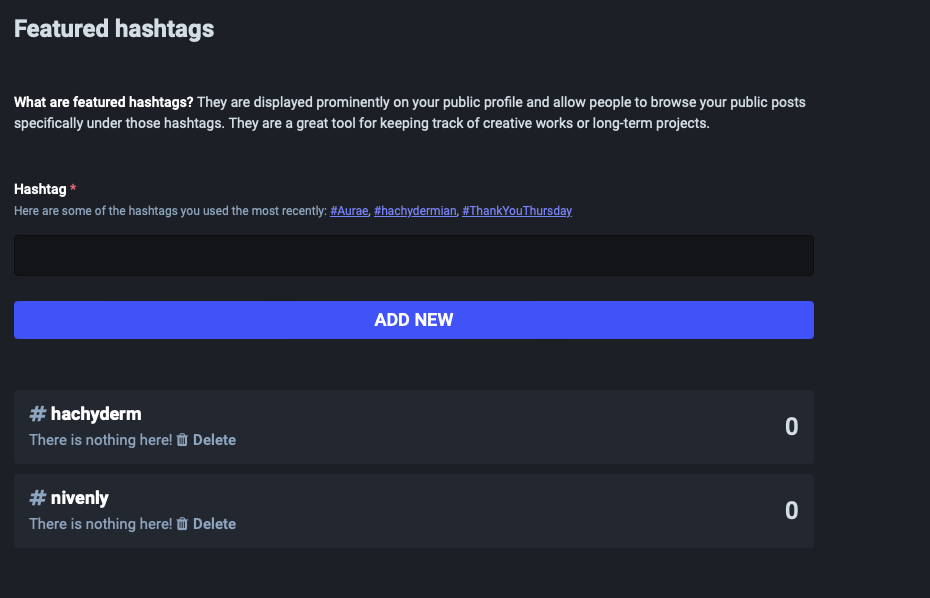 Featured hashtags
What are featured hashtags? They are displayed prominently on your public profile and allow people to browse your public posts
specifically under those hashtags. They are a great tool for keeping track of creative works or long-term projects.
Hashtag *
Here are some of the hashtags you used the most recently: #Aurae, #hachydermian, #ThankYouThursday
ADD NEW
# hachyderm
There is nothing here! Delete
0
# nivenly
There is nothing here! Delete
0